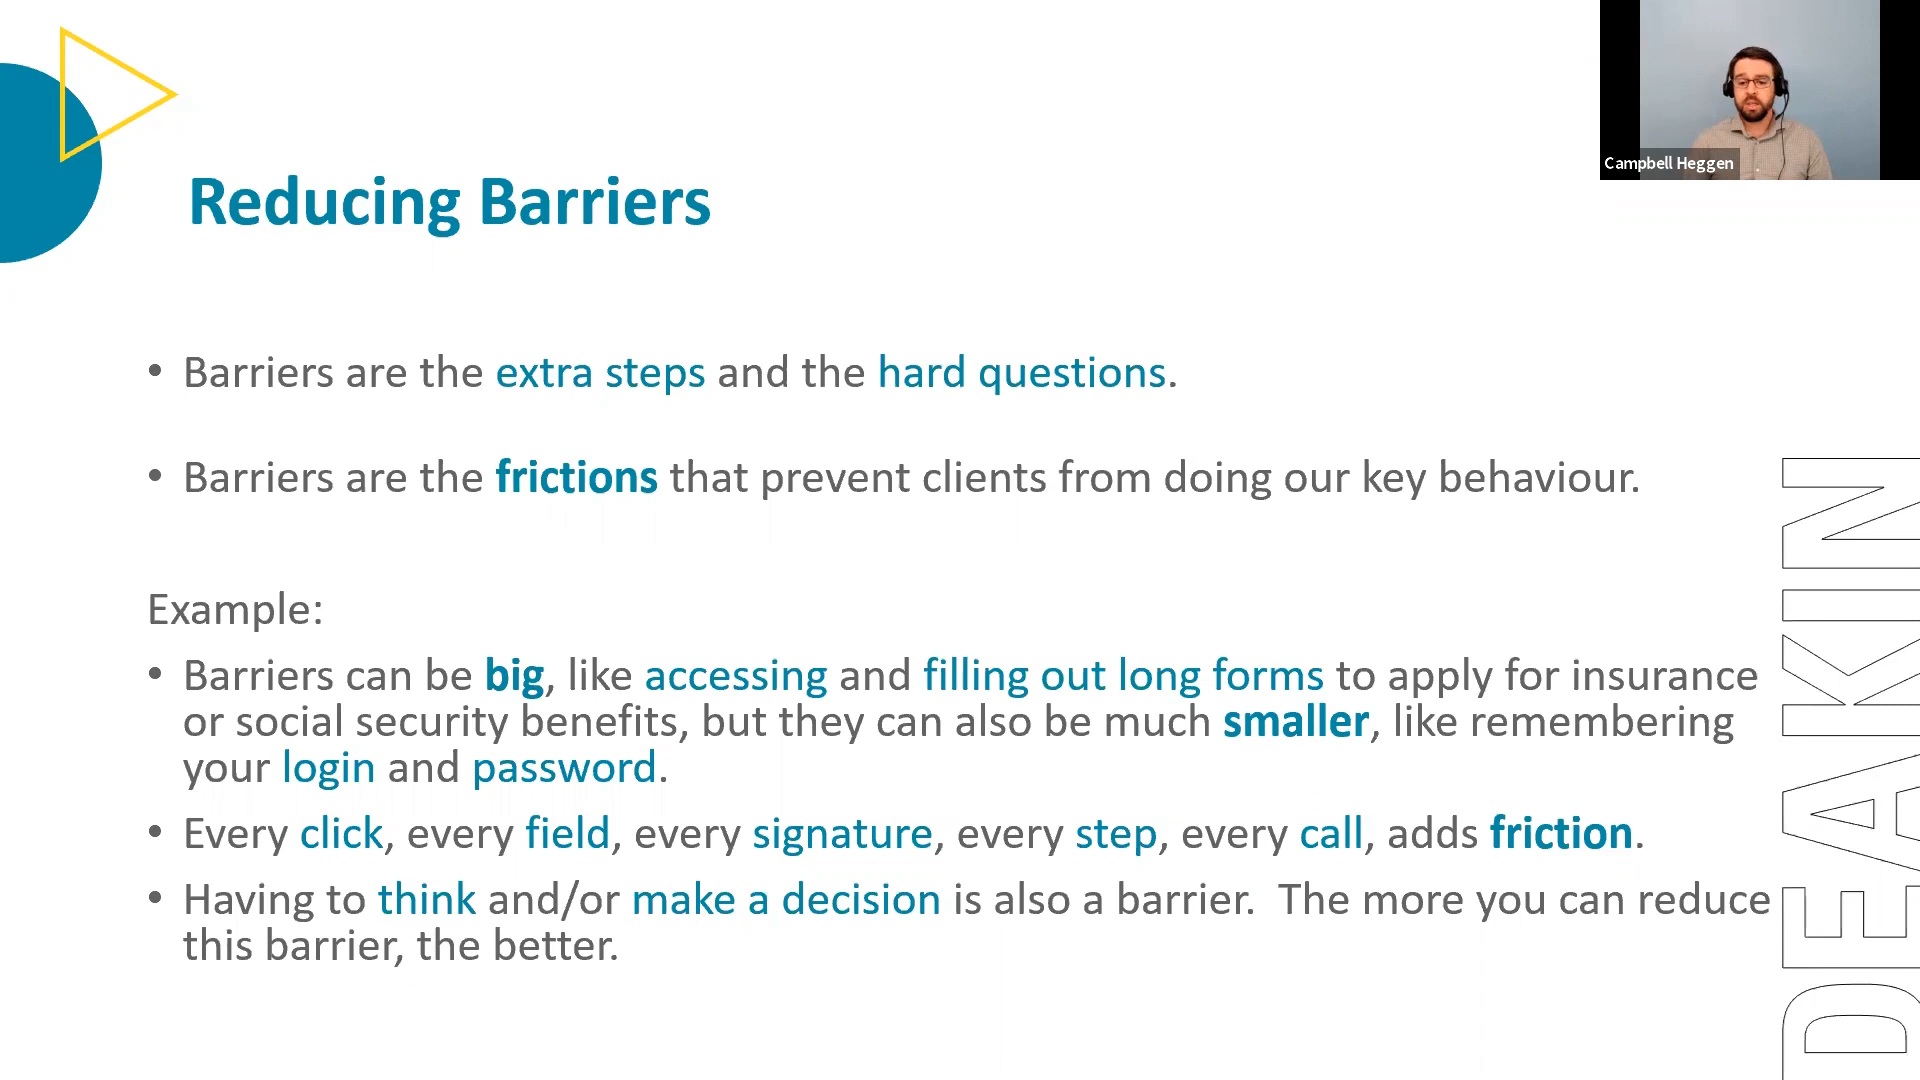 Campbell Heggen
Reducing Barriers
• Barriers are the extra steps and the hard questions.
• Barriers are the frictions that prevent clients from doing our key behaviour.
Example:
• Barriers can be big, like accessing and filling out long forms to apply for insurance
or social security benefits, but they can also be much smaller, like remembering
your login and password.
• Every click, every field, every signature, every step, every call, adds friction.
• Having to think and/or make a decision is also a barrier.  The more you can reduce
this barrier, the better.
DEAKIN